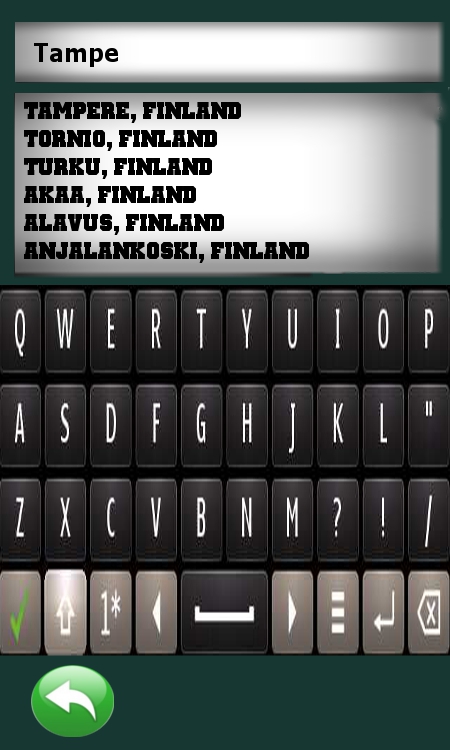 Tampe
TAMPERE, FINLAND
TORNIO, FINLAND
TURKU, FINLAND
AKAA, FINLAND
ALAVUS, FINLAND
ANJALANKOSKI, FINLAND
Q W E R T Y U I O P
A S D F G H J K L "
Z X C V B N M ? ! /
1*